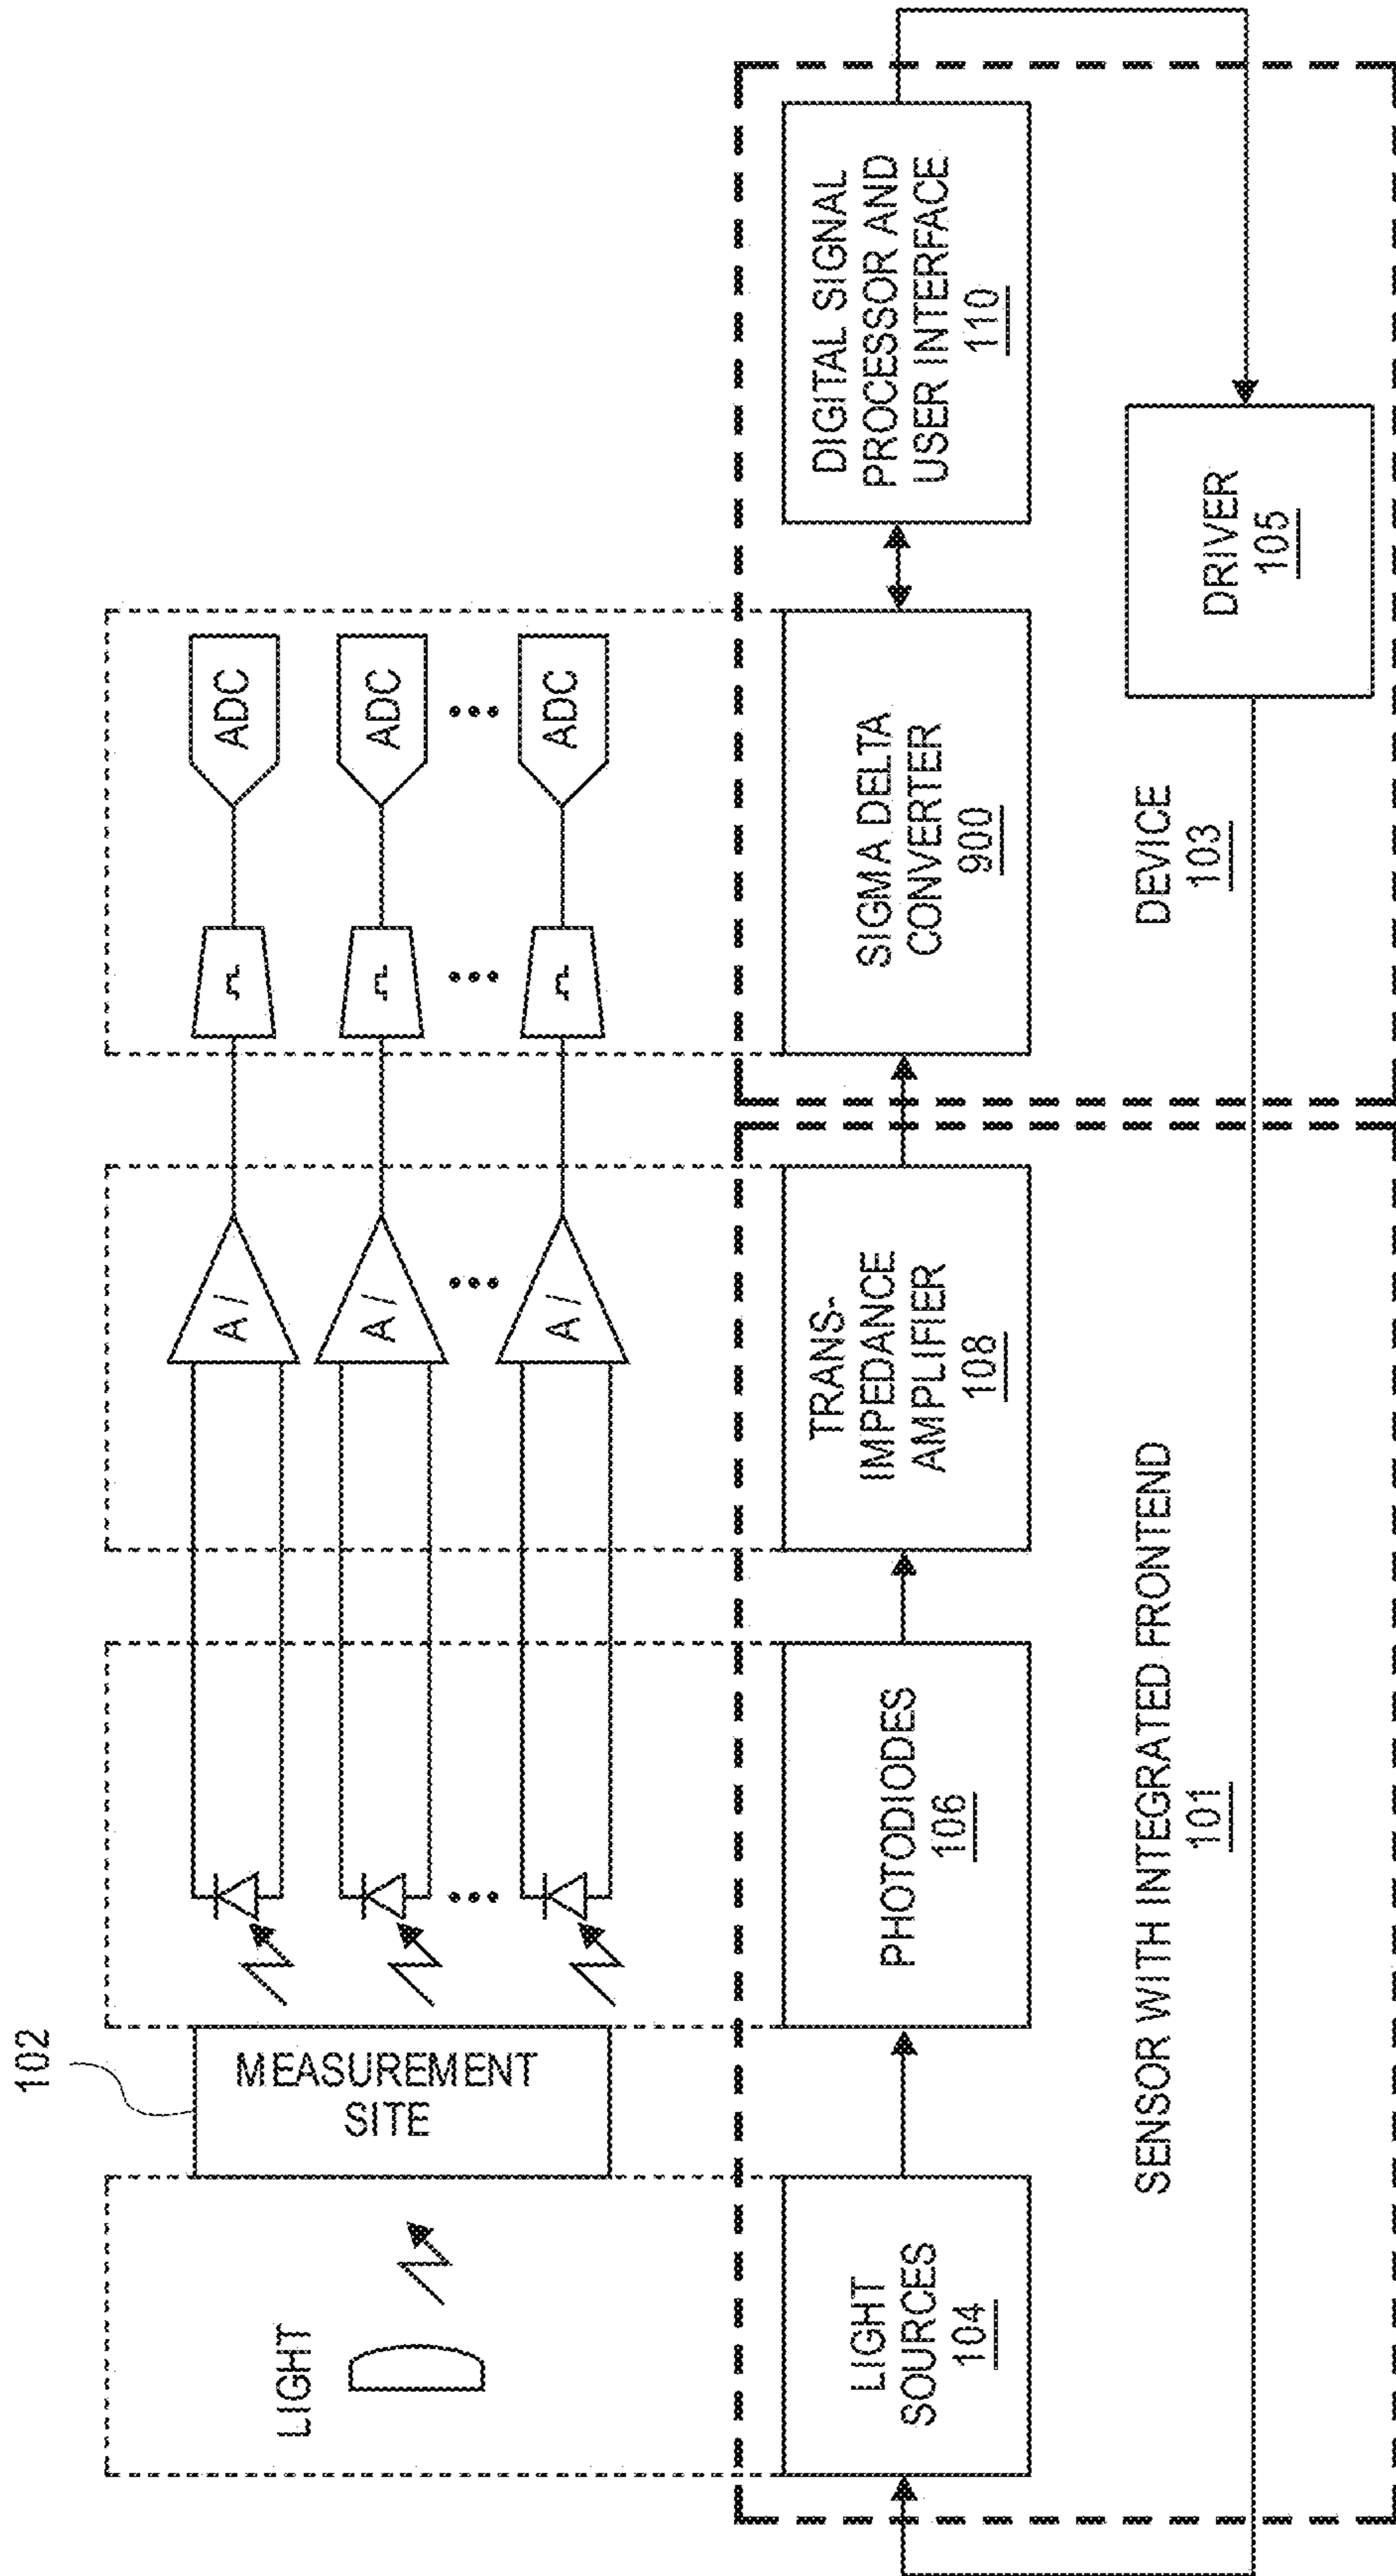 102
LIGHT
MEASUREMENT
SITE
A/
A/
A/
ADC
ADC
ADC
LIGHT
SOURCES
104
PHOTODIODES
106
TRANS-
IMPEDANCE
AMPLIFIER
108
SIGMA DELTA
CONVERTER
900
DIGITAL SIGNAL
PROCESSOR AND
USER INTERFACE
110
SENSOR WITH INTEGRATED FRONTEND
101
DEVICE
103
DRIVER
105